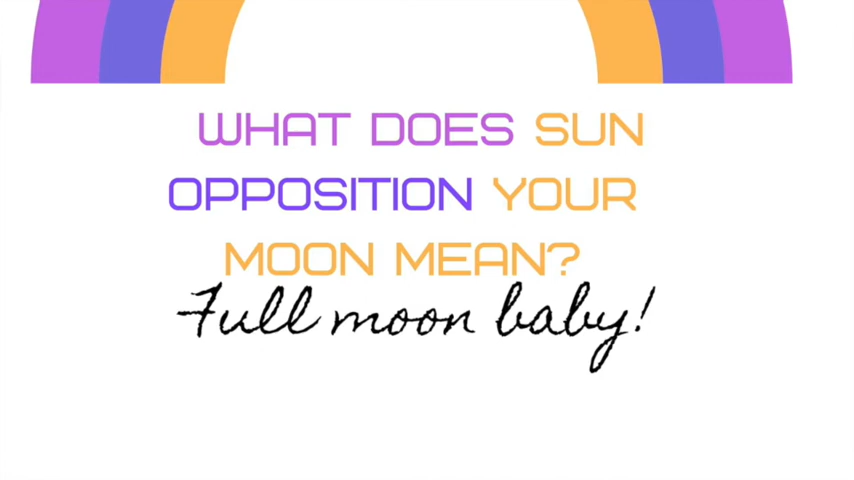 WHAT DOES SUN
OPPOSITION YOUR
MOON MEAN?
Full moon baby!